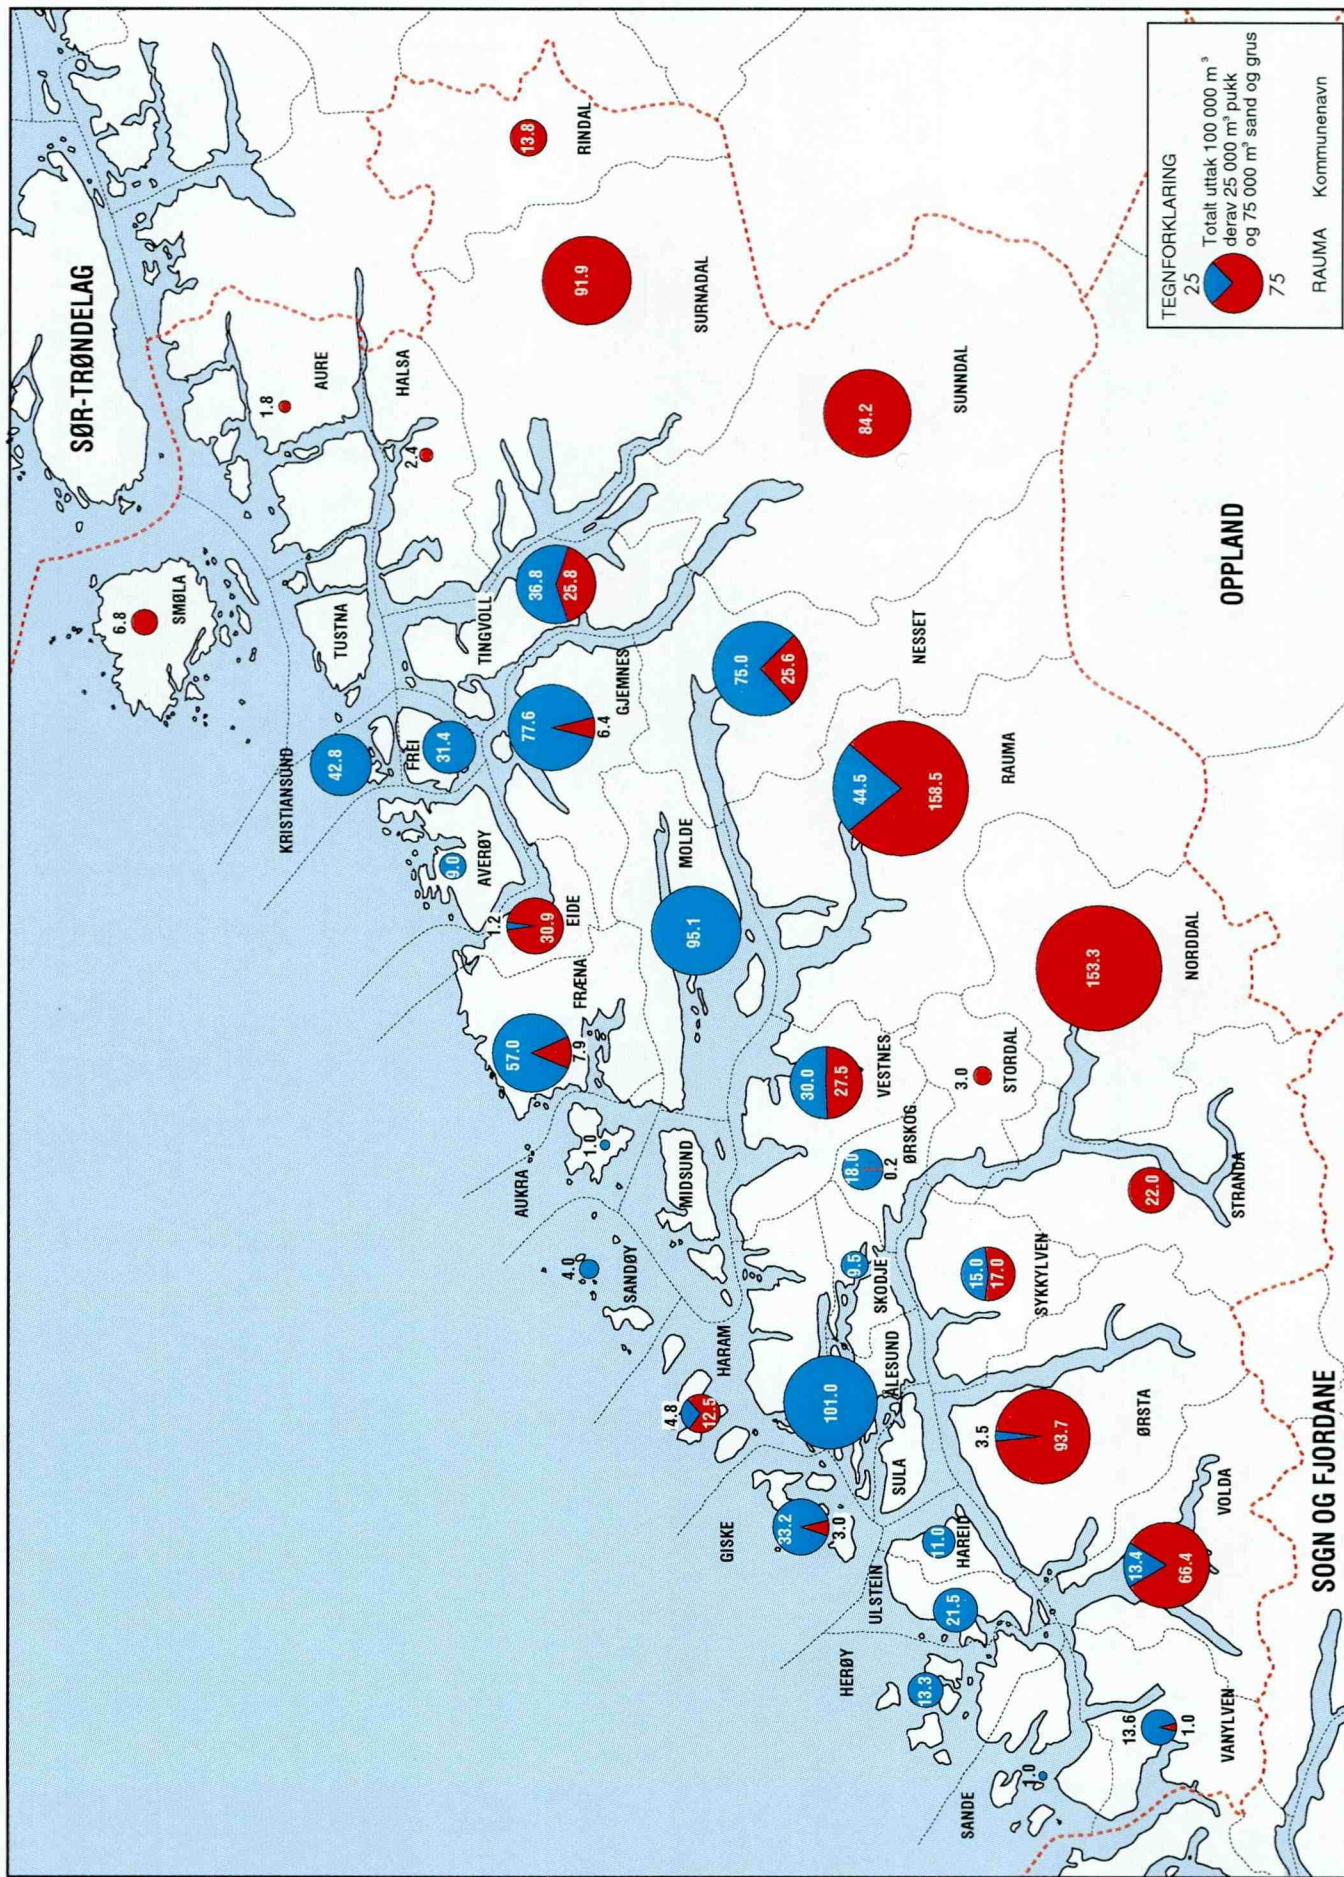 SØR-TRØNDELAG
SMØLA
6.8
TUSTNA
AURE
1.8
HALSA
2.4
RINDAL
13.8
SURNADAL
91.9
SUNNDAL
84.2
KRISTIANSUND
42.8
FREI
31.4
TINGVOLL
36.8
25.8
GJEMNES
77.6
6.4
AVERØY
9.0
EIDE
1.2
30.9
FRÆNA
57.0
7.9
MOLDE
95.1
NESSET
75.0
25.6
RAUMA
44.5
158.5
OPPLAND
AUKRA
1.0
MIDSUND
SANDØY
4.0
VESTNES
30.0
27.5
ØRSKOG
18.0
0.2
STORDAL
3.0
NORDDAL
153.3
HARAM
4.8
12.5
SKODJE
9.5
ÅLESUND
101.0
SYKKYLVEN
15.0
17.0
STRANDA
22.0
GISKE
33.2
3.0
SULA
ØRSTA
3.5
93.7
ULSTEIN
21.5
HAREID
11.0
VOLDA
13.4
66.4
HERØY
13.3
SANDE
1.0
VANYLVEN
13.6
1.0
SOGN OG FJORDANE
TEGNFORKLARING
25
75
Totalt uttak 100 000 m³
derav 25 000 m³ pukk
og 75 000 m³ sand og grus
RAUMA Kommunenavn